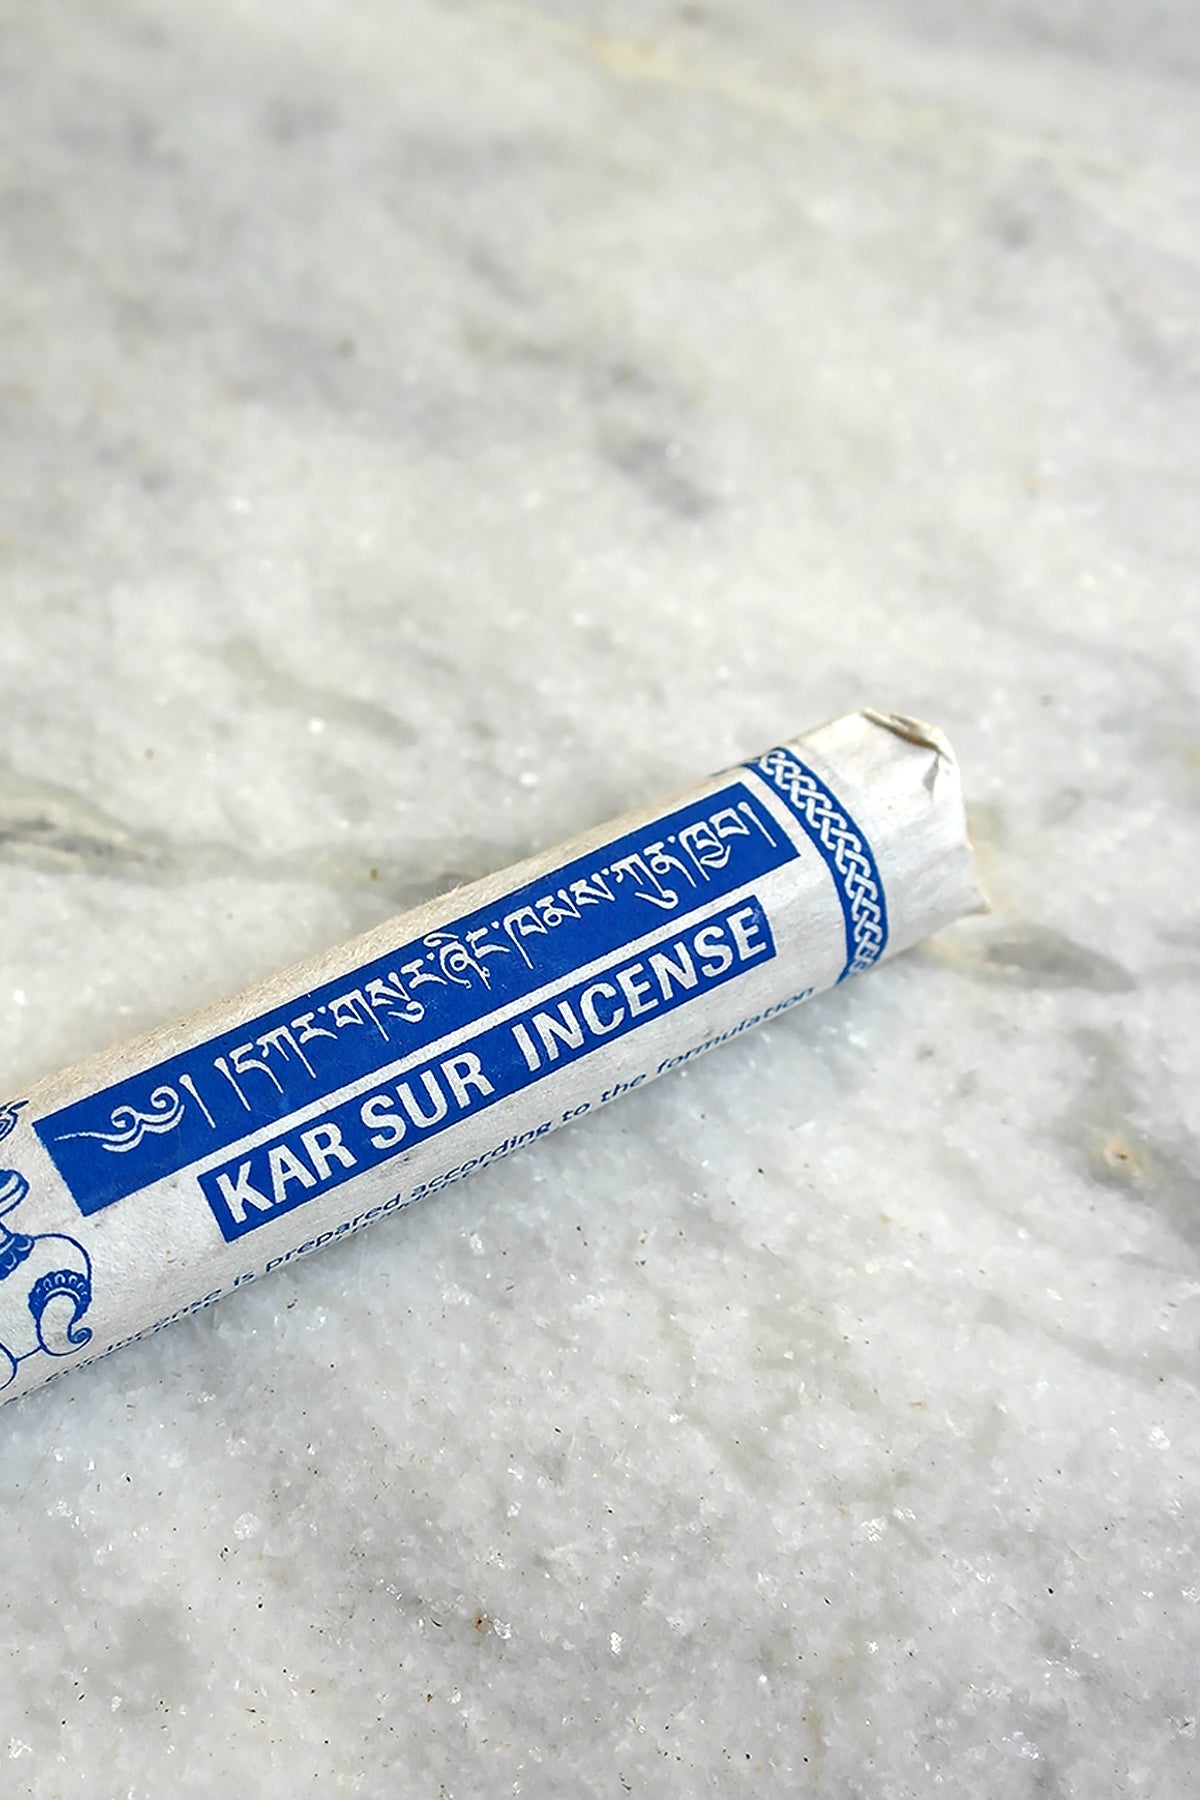 ༄༅། །དཀར་གསུར་ཞིང་ཁམས་ཀུན་ཁྱབ།
KAR SUR INCENSE
is prepared according to the formulation